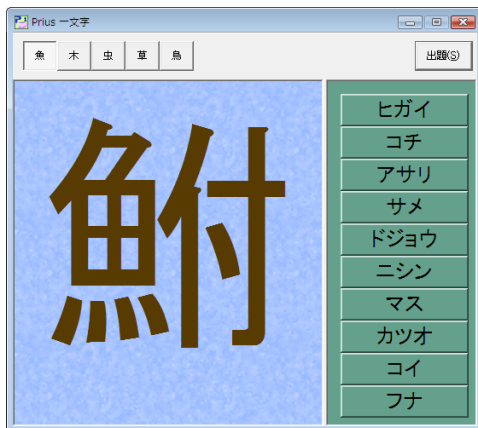 Prius 一文字
魚 木 虫 草 鳥 出題(S)
鮒
ヒガイ
コチ
アサリ
サメ
ドジョウ
ニシン
マス
カツオ
コイ
フナ